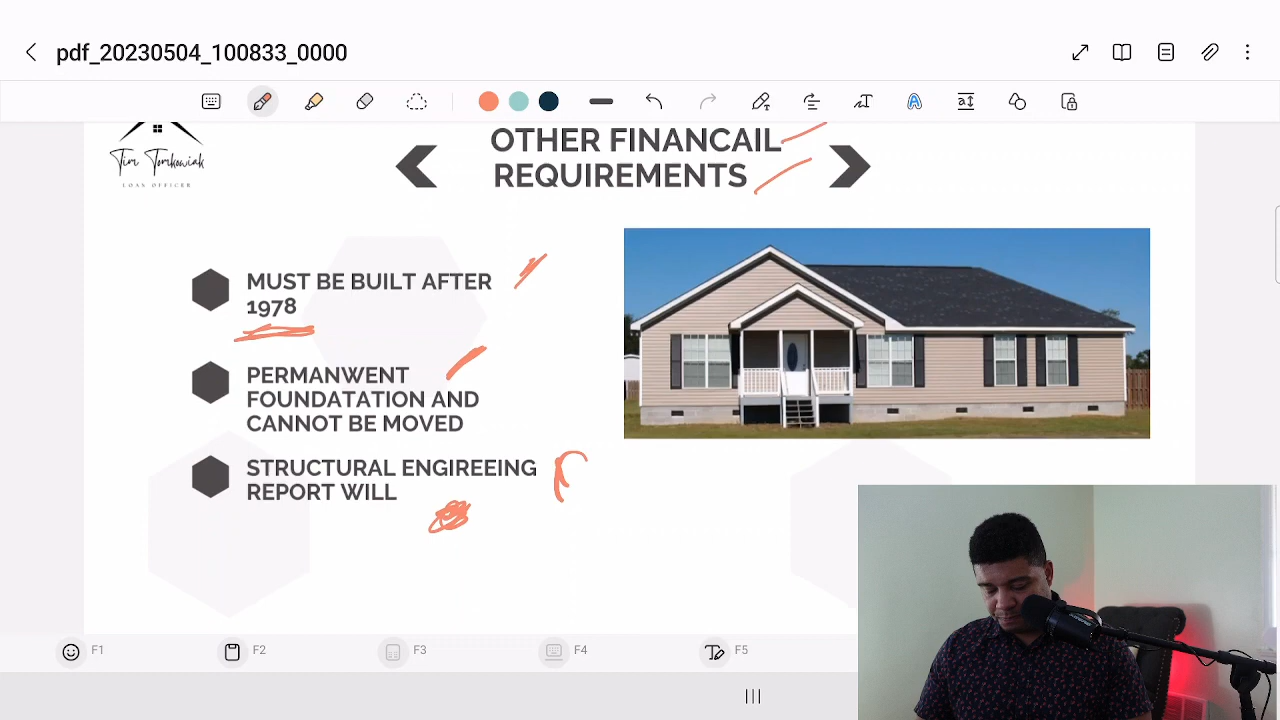 pdf_20230504_100833_0000
Tim Tomkowiak
LOAN OFFICER
OTHER FINANCAIL
REQUIREMENTS
MUST BE BUILT AFTER
1978
PERMANWENT
FOUNDATATION AND
CANNOT BE MOVED
STRUCTURAL ENGIREEING
REPORT WILL
F1
F2
F3
F4
F5